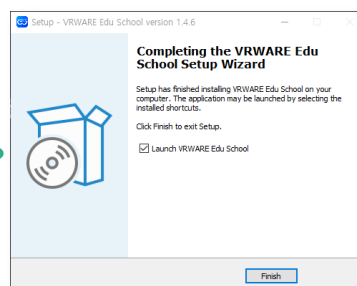 Setup - VRWARE Edu School version 1.4.6
Completing the VRWARE Edu
School Setup Wizard
Setup has finished installing VRWARE Edu School on your
computer. The application may be launched by selecting the
installed shortcuts.
Click Finish to exit Setup.
Launch VRWARE Edu School
Finish